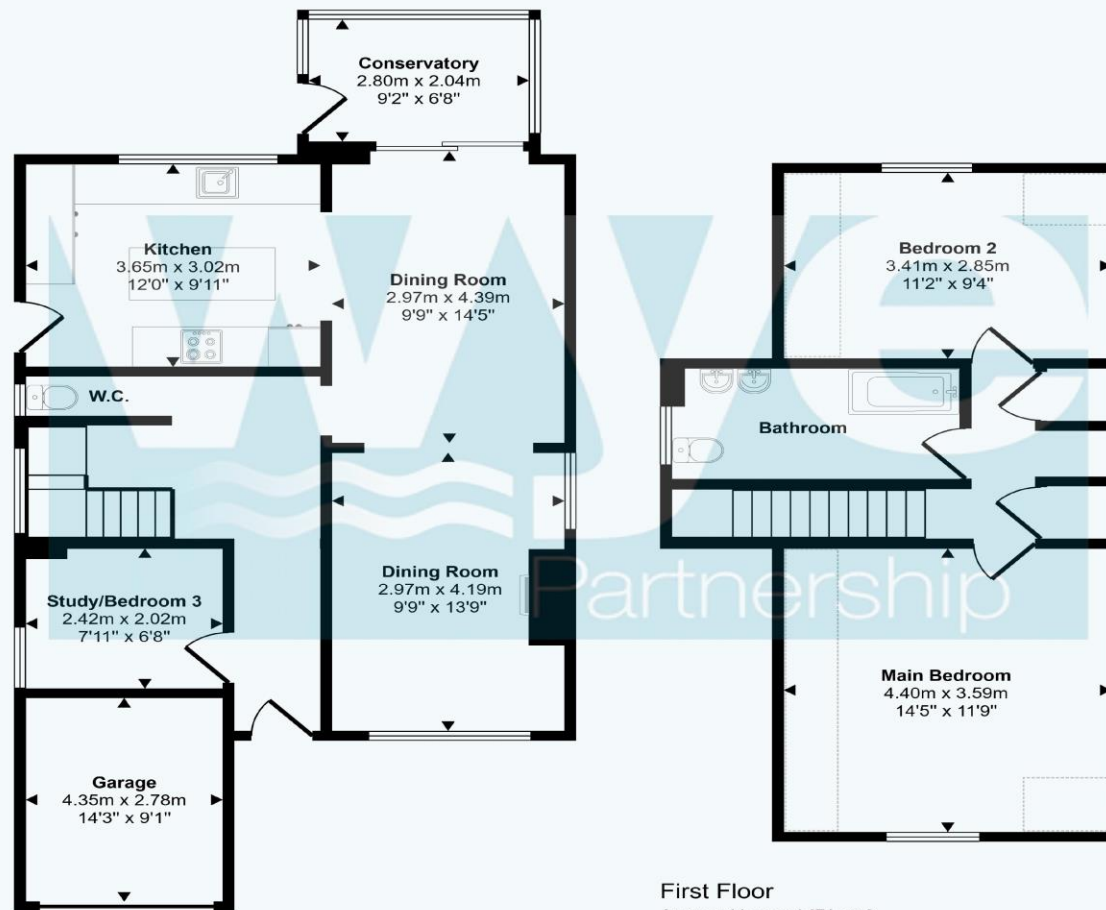 Conservatory
2.80m x 2.04m
9'2" x 6'8"
Kitchen
3.65m x 3.02m
12'0" x 9'11"
Dining Room
2.97m x 4.39m
9'9" x 14'5"
W.C.
Dining Room
2.97m x 4.19m
9'9" x 13'9"
Study/Bedroom 3
2.42m x 2.02m
7'11" x 6'8"
Garage
4.35m x 2.78m
14'3" x 9'1"
Bedroom 2
3.41m x 2.85m
11'2" x 9'4"
Bathroom
Main Bedroom
4.40m x 3.59m
14'5" x 11'9"
First Floor
wye
Partnership